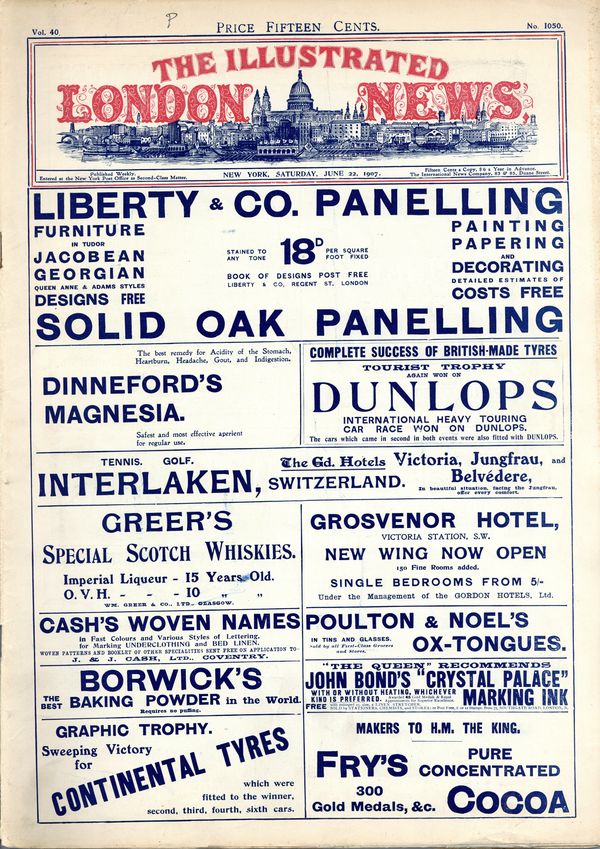 P
Vol. 40.
PRICE FIFTEEN CENTS.
No. 1050.
THE ILLUSTRATED
LONDON NEWS,
Published Weekly.
Entered at the New York Post Office as Second-Class Matter.
NEW YORK, SATURDAY, JUNE 22, 1907.
Fifteen Cents a Copy, $6 a Year in Advance.
The International News Company, 83 & 85, Duane Street.
LIBERTY & CO. PANELLING
FURNITURE
IN TUDOR
JACOBEAN
GEORGIAN
QUEEN ANNE & ADAMS STYLES
DESIGNS FREE
STAINED TO
ANY TONE
18D
PER SQUARE
FOOT FIXED
BOOK OF DESIGNS POST FREE
LIBERTY & CO, REGENT ST, LONDON
PAINTING
PAPERING
AND
DECORATING
DETAILED ESTIMATES OF
COSTS FREE
SOLID OAK PANELLING
The best remedy for Acidity of the Stomach,
Heartburn, Headache, Gout, and Indigestion.
DINNEFORD'S
MAGNESIA.
Safest and most effective aperient
for regular use.
COMPLETE SUCCESS OF BRITISH-MADE TYRES
TOURIST TROPHY
AGAIN WON ON
DUNLOPS
INTERNATIONAL HEAVY TOURING
CAR RACE WON ON DUNLOPS.
The cars which came in second in both events were also fitted with DUNLOPS.
TENNIS. GOLF.
INTERLAKEN, SWITZERLAND.
The Gd. Hotels Victoria, Jungfrau, and
Belvédere,
In beautiful situation, facing the Jungfrau,
offer every comfort.
GREER'S
SPECIAL SCOTCH WHISKIES.
Imperial Liqueur - 15 Years Old.
O.V.H. - - - 10 " "
WM. GREER & CO., LTD., GLASGOW.
GROSVENOR HOTEL,
VICTORIA STATION, S.W.
NEW WING NOW OPEN
150 Fine Rooms added.
SINGLE BEDROOMS FROM 5/-
Under the Management of the GORDON HOTELS, Ltd.
CASH'S WOVEN NAMES
in Fast Colours and Various Styles of Lettering,
for Marking UNDERCLOTHING and BED LINEN.
WOVEN PATTERNS AND BOOKLET OF OTHER SPECIALITIES SENT FREE ON APPLICATION TO-
J. & J. CASH, LTD., COVENTRY.
POULTON & NOEL'S
IN TINS AND GLASSES.
Sold by all First-Class Grocers
and Stores.
OX-TONGUES.
BORWICK'S
THE BEST BAKING POWDER in the World.
Requires no puffing.
"THE QUEEN" RECOMMENDS
JOHN BOND'S "CRYSTAL PALACE"
WITH OR WITHOUT HEATING, WHICHEVER
KIND IS PREFERRED.
FREE
MARKING INK
GRAPHIC TROPHY.
Sweeping Victory
for
CONTINENTAL TYRES
which were
fitted to the winner,
second, third, fourth, sixth cars.
MAKERS TO H.M. THE KING.
FRY'S PURE
CONCENTRATED
300
Gold Medals, &c. COCOA